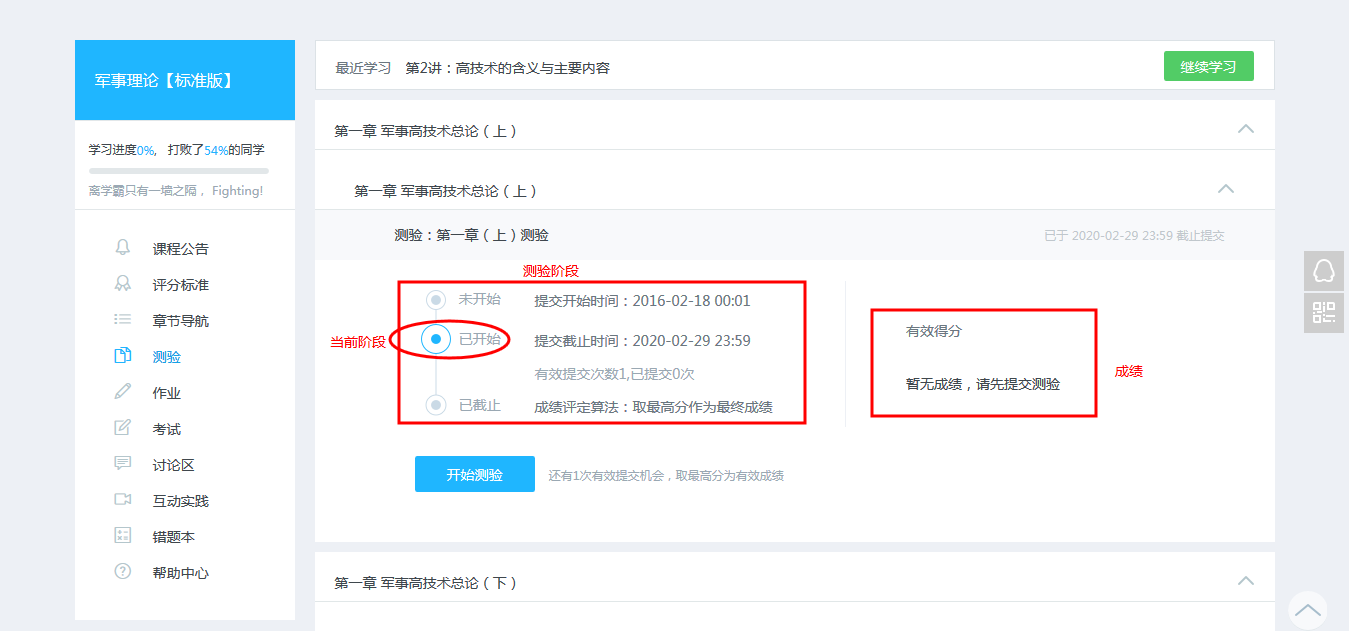 军事理论【标准版】
学习进度0%, 打败了54%的同学
离学霸只有一墙之隔， Fighting!
课程公告
评分标准
章节导航
测验
作业
考试
讨论区
互动实践
错题本
帮助中心
最近学习 第2讲：高技术的含义与主要内容
继续学习
第一章 军事高技术总论（上）
第一章 军事高技术总论（上）
测验：第一章（上）测验
已于 2020-02-29 23:59 截止提交
测验阶段
未开始 提交开始时间：2016-02-18 00:01
当前阶段
已开始 提交截止时间：2020-02-29 23:59
有效提交次数1,已提交0次
已截止 成绩评定算法：取最高分作为最终成绩
有效得分
暂无成绩，请先提交测验
成绩
开始测验
还有1次有效提交机会，取最高分为有效成绩
第一章 军事高技术总论（下）